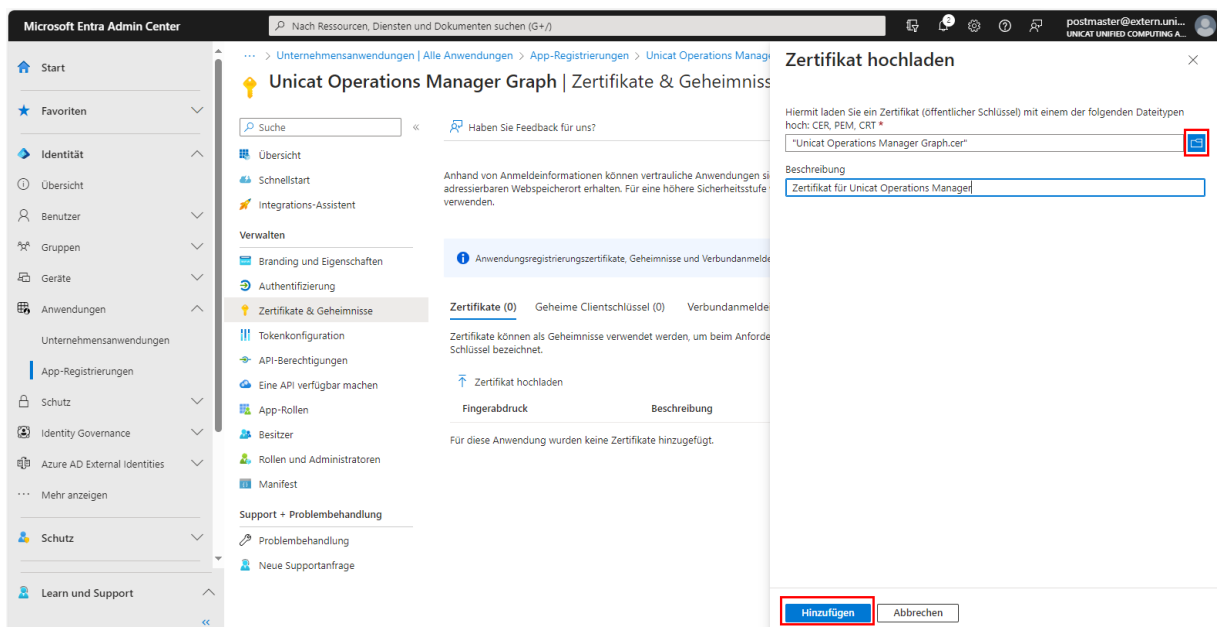 Microsoft Entra Admin Center
Nach Ressourcen, Diensten und Dokumenten suchen (G+/)
2
postmaster@extern.uni...
UNICAT UNIFIED COMPUTING A...
Start
Favoriten
Identität
Übersicht
Benutzer
Gruppen
Geräte
Anwendungen
Unternehmensanwendungen
App-Registrierungen
Schutz
Identity Governance
Azure AD External Identities
Mehr anzeigen
Schutz
Learn und Support
«
··· > Unternehmensanwendungen | Alle Anwendungen > App-Registrierungen > Unicat Operations Manage
Unicat Operations Manager Graph | Zertifikate & Geheimniss
Suche
«
Übersicht
Schnellstart
Integrations-Assistent
Verwalten
Branding und Eigenschaften
Authentifizierung
Zertifikate & Geheimnisse
Tokenkonfiguration
API-Berechtigungen
Eine API verfügbar machen
App-Rollen
Besitzer
Rollen und Administratoren
Manifest
Support + Problembehandlung
Problembehandlung
Neue Supportanfrage
Haben Sie Feedback für uns?
Anhand von Anmeldeinformationen können vertrauliche Anwendungen si
adressierbaren Webspeicherort erhalten. Für eine höhere Sicherheitsstufe
verwenden.
Anwendungsregistrierungszertifikate, Geheimnisse und Verbundanmelde
Zertifikate (0) Geheime Clientschlüssel (0) Verbundanmeldei
Zertifikate können als Geheimnisse verwendet werden, um beim Anforde
Schlüssel bezeichnet.
Zertifikat hochladen
Fingerabdruck Beschreibung
Für diese Anwendung wurden keine Zertifikate hinzugefügt.
Zertifikat hochladen
Hiermit laden Sie ein Zertifikat (öffentlicher Schlüssel) mit einem der folgenden Dateitypen
hoch: CER, PEM, CRT *
"Unicat Operations Manager Graph.cer"
Beschreibung
Zertifikat für Unicat Operations Manager
Hinzufügen Abbrechen